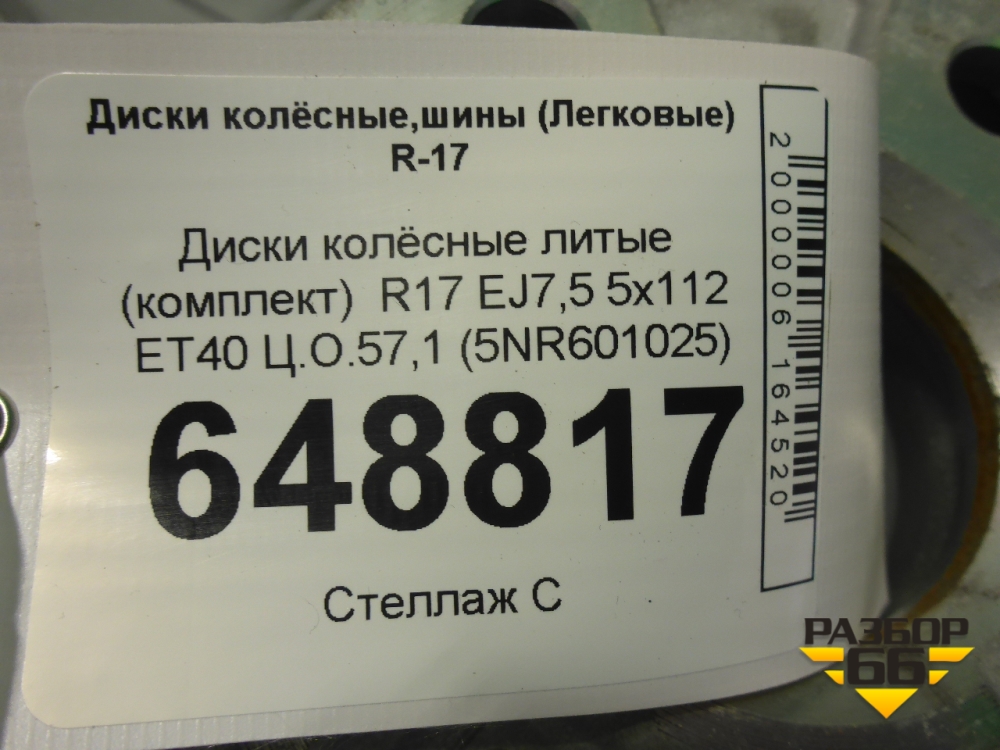 Диски колёсные,шины (Легковые)
R-17
Диски колёсные литые
(комплект) R17 EJ7,5 5x112
ET40 Ц.О.57,1 (5NR601025)
648817
Стеллаж С
2000006164520
РАЗБОР
66